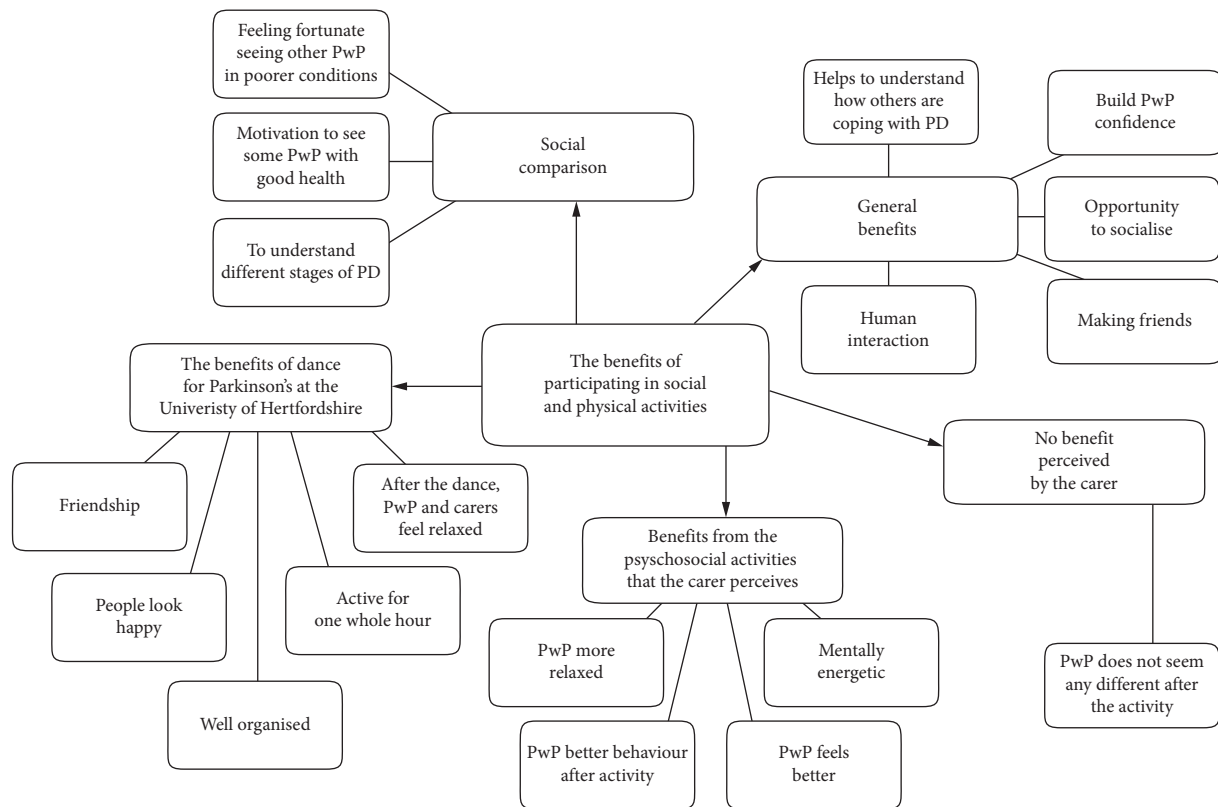 Feeling fortunate
seeing other PwP
in poorer conditions
Motivation to see
some PwP with
good health
To understand
different stages of PD
Social
comparison
Helps to understand
how others are
coping with PD
Build PwP
confidence
General
benefits
Opportunity
to socialise
Human
interaction
Making friends
The benefits of
participating in social
and physical activities
The benefits of dance
for Parkinson's at the
Univeristy of Hertfordshire
Friendship
People look
happy
Well organised
Active for
one whole hour
After the dance,
PwP and carers
feel relaxed
Benefits from the
psyschosocial activities
that the carer perceives
PwP more
relaxed
PwP better behaviour
after activity
PwP feels
better
Mentally
energetic
No benefit
perceived
by the carer
PwP does not seem
any different after
the activity